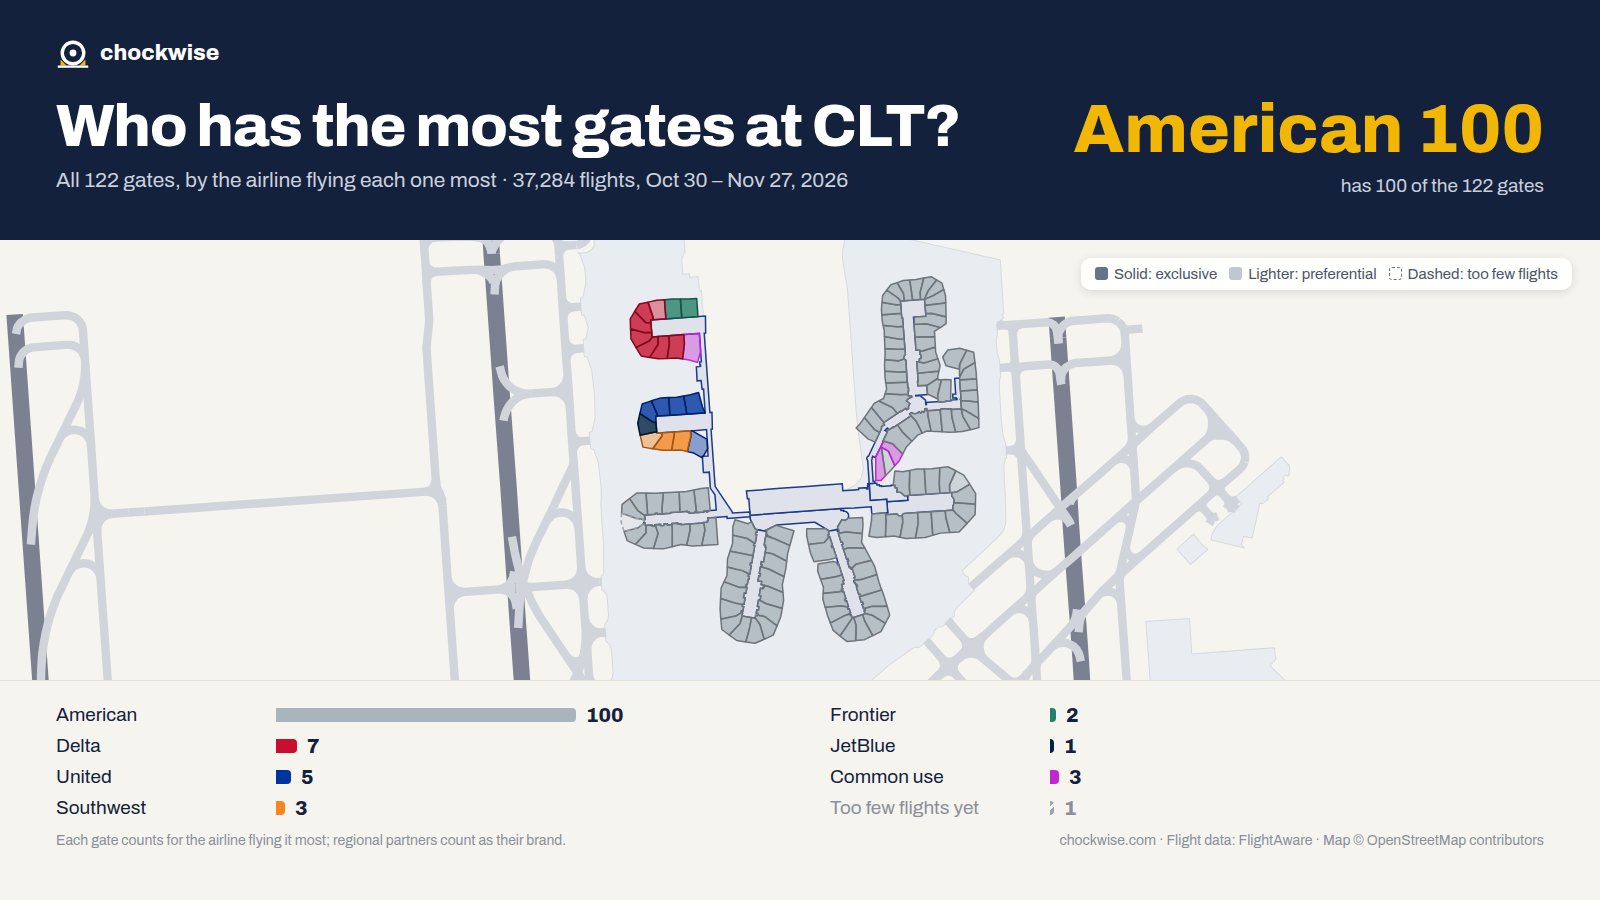 chockwise
Who has the most gates at CLT?
All 122 gates, by the airline flying each one most · 37,284 flights, Oct 30 – Nov 27, 2026
American 100
has 100 of the 122 gates
Solid: exclusive
Lighter: preferential
Dashed: too few flights
American 100
Delta 7
United 5
Southwest 3
Frontier 2
JetBlue 1
Common use 3
Too few flights yet 1
Each gate counts for the airline flying it most; regional partners count as their brand.
chockwise.com · Flight data: FlightAware · Map © OpenStreetMap contributors